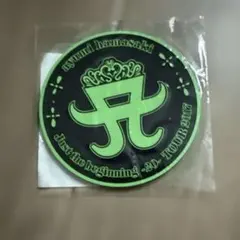 ayumi hamasaki
Just the beginning -20- TOUR 2017